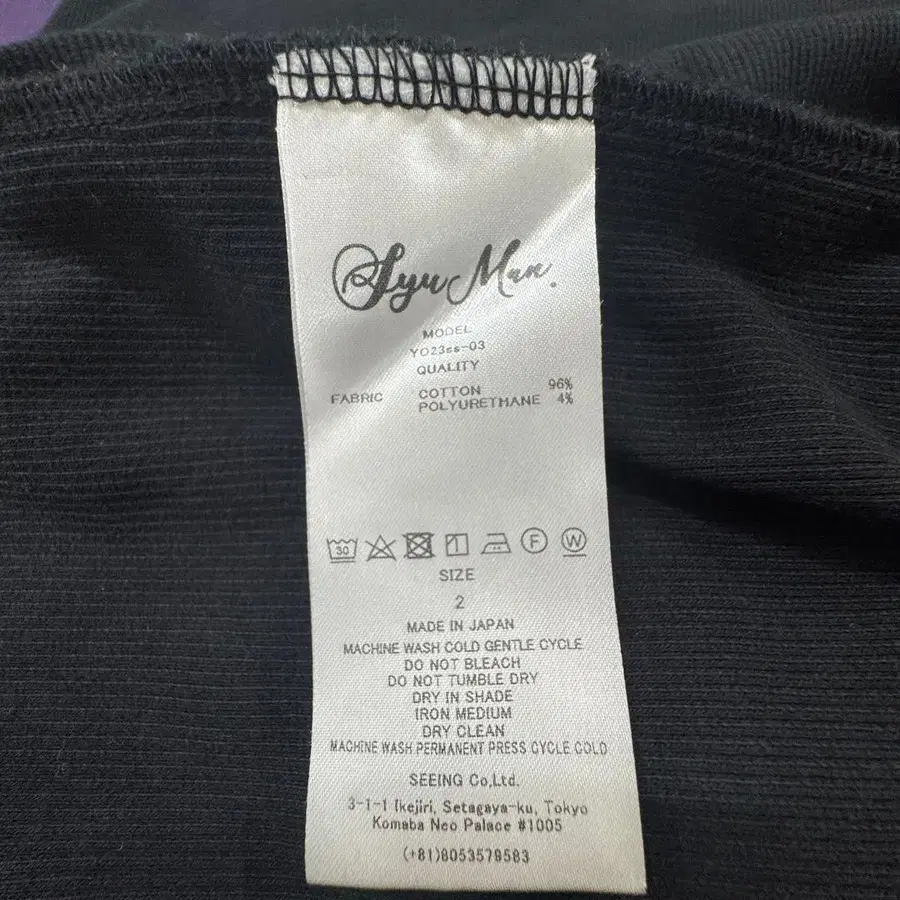 Syu Man.
MODEL
YO23ss-03
QUALITY
FABRIC COTTON 96%
POLYURETHANE 4%
30 F W
SIZE
2
MADE IN JAPAN
MACHINE WASH COLD GENTLE CYCLE
DO NOT BLEACH
DO NOT TUMBLE DRY
DRY IN SHADE
IRON MEDIUM
DRY CLEAN
MACHINE WASH PERMANENT PRESS CYCLE COLD
SEEING Co,Ltd.
3-1-1 Ikejiri, Setagaya-ku, Tokyo
Komaba Neo Palace #1005
(+81)8053579583